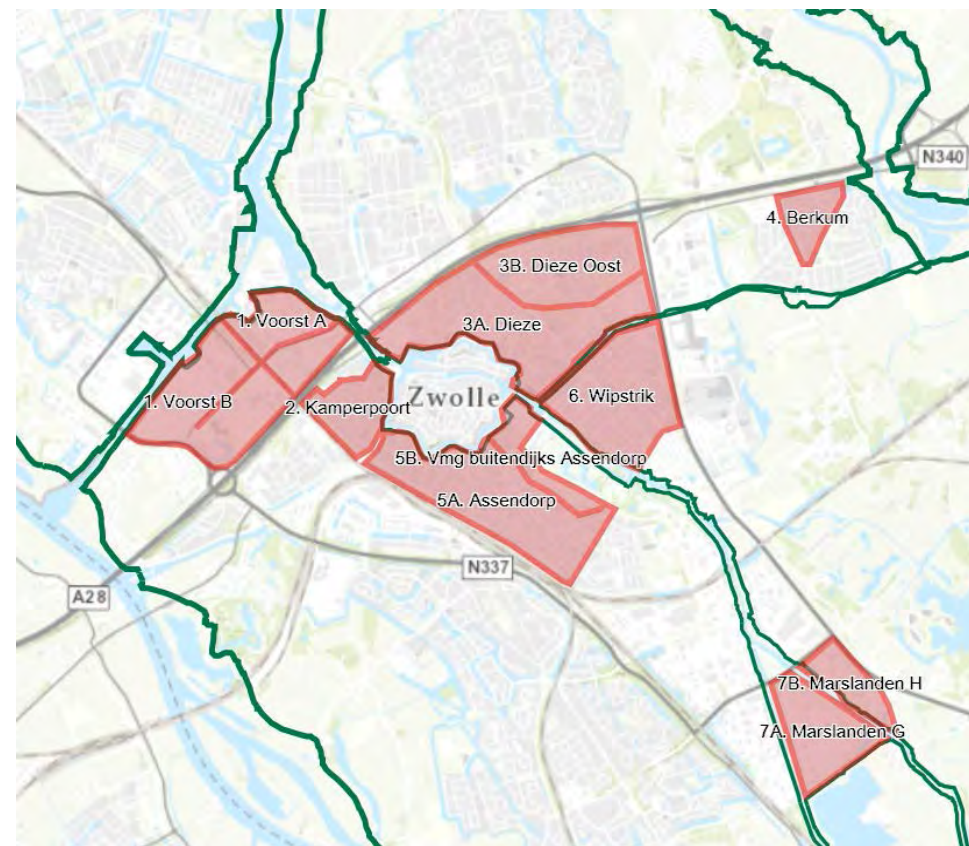 N340
4. Berkum
3B. Dieze Oost
1. Voorst A
3A. Dieze
6. Wipstrik
Zwolle
1. Voorst B
2. Kamperpoort
5B. Vmg buitendijks Assendorp
5A. Assendorp
N337
A28
7B. Marslanden H
7A. Marslanden G